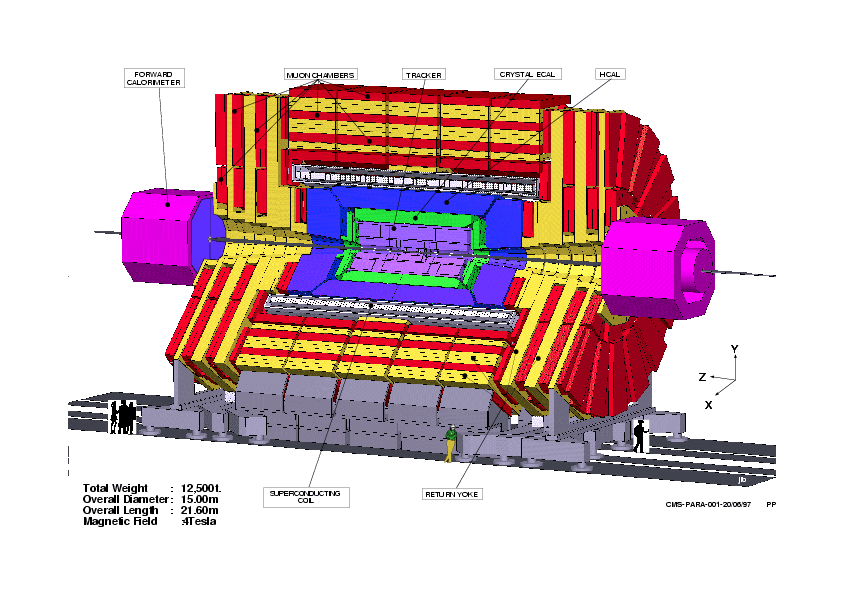 FORWARD
CALORIMETER
MUON CHAMBERS
TRACKER
CRYSTAL ECAL
HCAL
Y
Z
X
jlb
Total Weight : 12,500t.
Overall Diameter : 15.00m
Overall Length : 21.60m
Magnetic Field :4Tesla
SUPERCONDUCTING
COIL
RETURN YOKE
CMS-PARA-001-20/06/97 PP